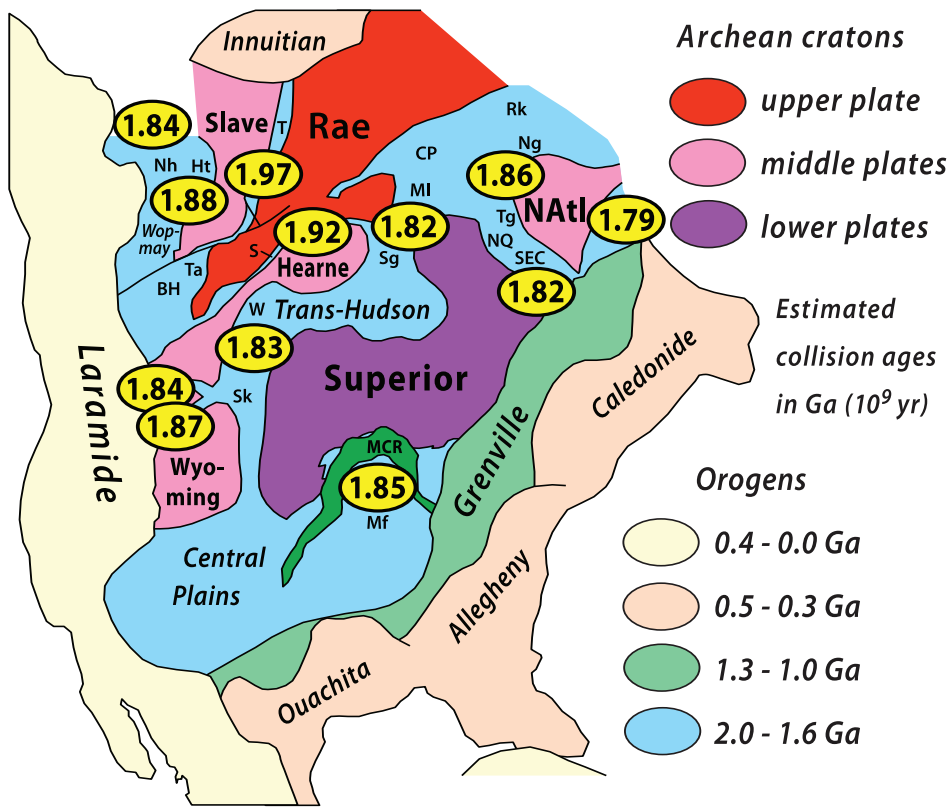 Innuitian
Archean cratons
upper plate
middle plates
lower plates
1.84
Slave
T
Rae
Rk
CP
Ng
Nh
Ht
1.97
1.86
MI
1.88
NAtl
Tg
1.79
Wop-
may
1.92
1.82
NQ
S
Hearne
Sg
SEC
Ta
BH
1.82
W
Trans-Hudson
Estimated
collision ages
in Ga (10⁹ yr)
1.83
Laramide
Superior
Caledonide
1.84
Sk
1.87
MCR
Wyo-
ming
Grenville
1.85
Mf
Orogens
Central
Plains
0.4 - 0.0 Ga
0.5 - 0.3 Ga
Allegheny
1.3 - 1.0 Ga
Ouachita
2.0 - 1.6 Ga